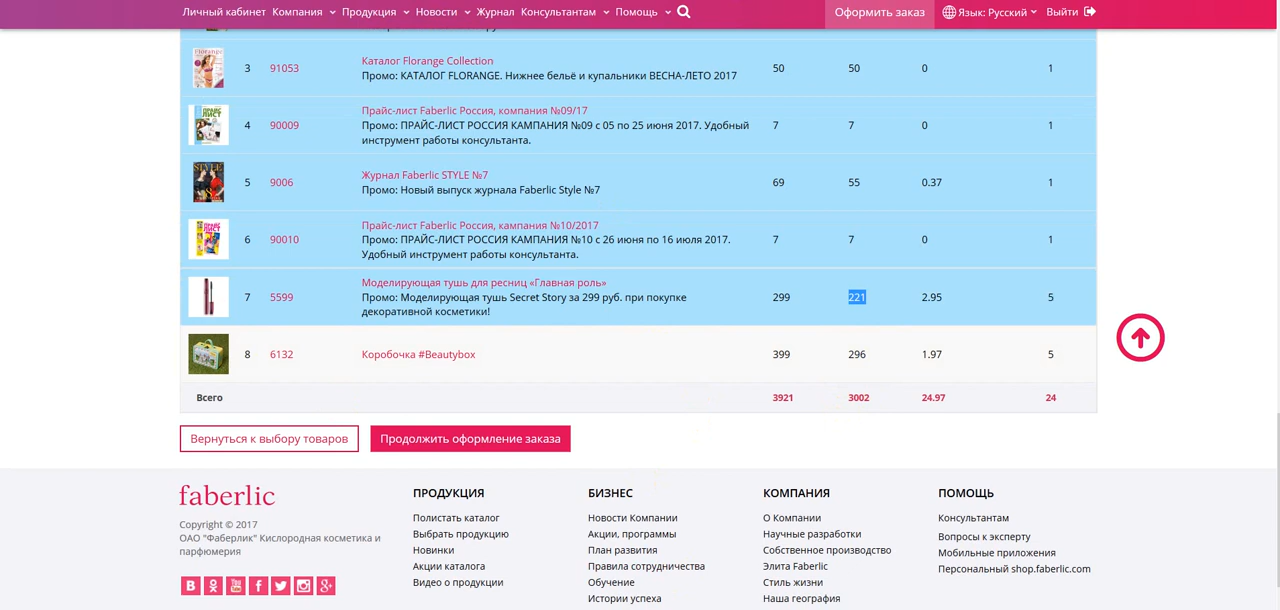 Личный кабинет Компания Продукция Новости Журнал Консультантам Помощь Оформить заказ Язык: Русский Выйти
3 91053 Каталог Florange Collection
Промо: КАТАЛОГ FLORANGE. Нижнее бельё и купальники ВЕСНА-ЛЕТО 2017 50 50 0 1
4 90009 Прайс-лист Faberlic Россия, компания №09/17
Промо: ПРАЙС-ЛИСТ РОССИЯ КАМПАНИЯ №09 с 05 по 25 июня 2017. Удобный
инструмент работы консультанта. 7 7 0 1
5 9006 Журнал Faberlic STYLE №7
Промо: Новый выпуск журнала Faberlic Style №7 69 55 0.37 1
6 90010 Прайс-лист Faberlic Россия, кампания №10/2017
Промо: ПРАЙС-ЛИСТ РОССИЯ КАМПАНИЯ №10 с 26 июня по 16 июля 2017.
Удобный инструмент работы консультанта. 7 7 0 1
7 5599 Моделирующая тушь для ресниц «Главная роль»
Промо: Моделирующая тушь Secret Story за 299 руб. при покупке
декоративной косметики! 299 221 2.95 5
8 6132 Коробочка #Beautybox 399 296 1.97 5
Всего 3921 3002 24.97 24
Вернуться к выбору товаров Продолжить оформление заказа
faberlic
Copyright © 2017
ОАО "Фаберлик" Кислородная косметика и
парфюмерия
ПРОДУКЦИЯ
Полистать каталог
Выбрать продукцию
Новинки
Акции каталога
Видео о продукции
БИЗНЕС
Новости Компании
Акции, программы
План развития
Правила сотрудничества
Обучение
Истории успеха
КОМПАНИЯ
О Компании
Научные разработки
Собственное производство
Элита Faberlic
Стиль жизни
Наша география
ПОМОЩЬ
Консультантам
Вопросы к эксперту
Мобильные приложения
Персональный shop.faberlic.com